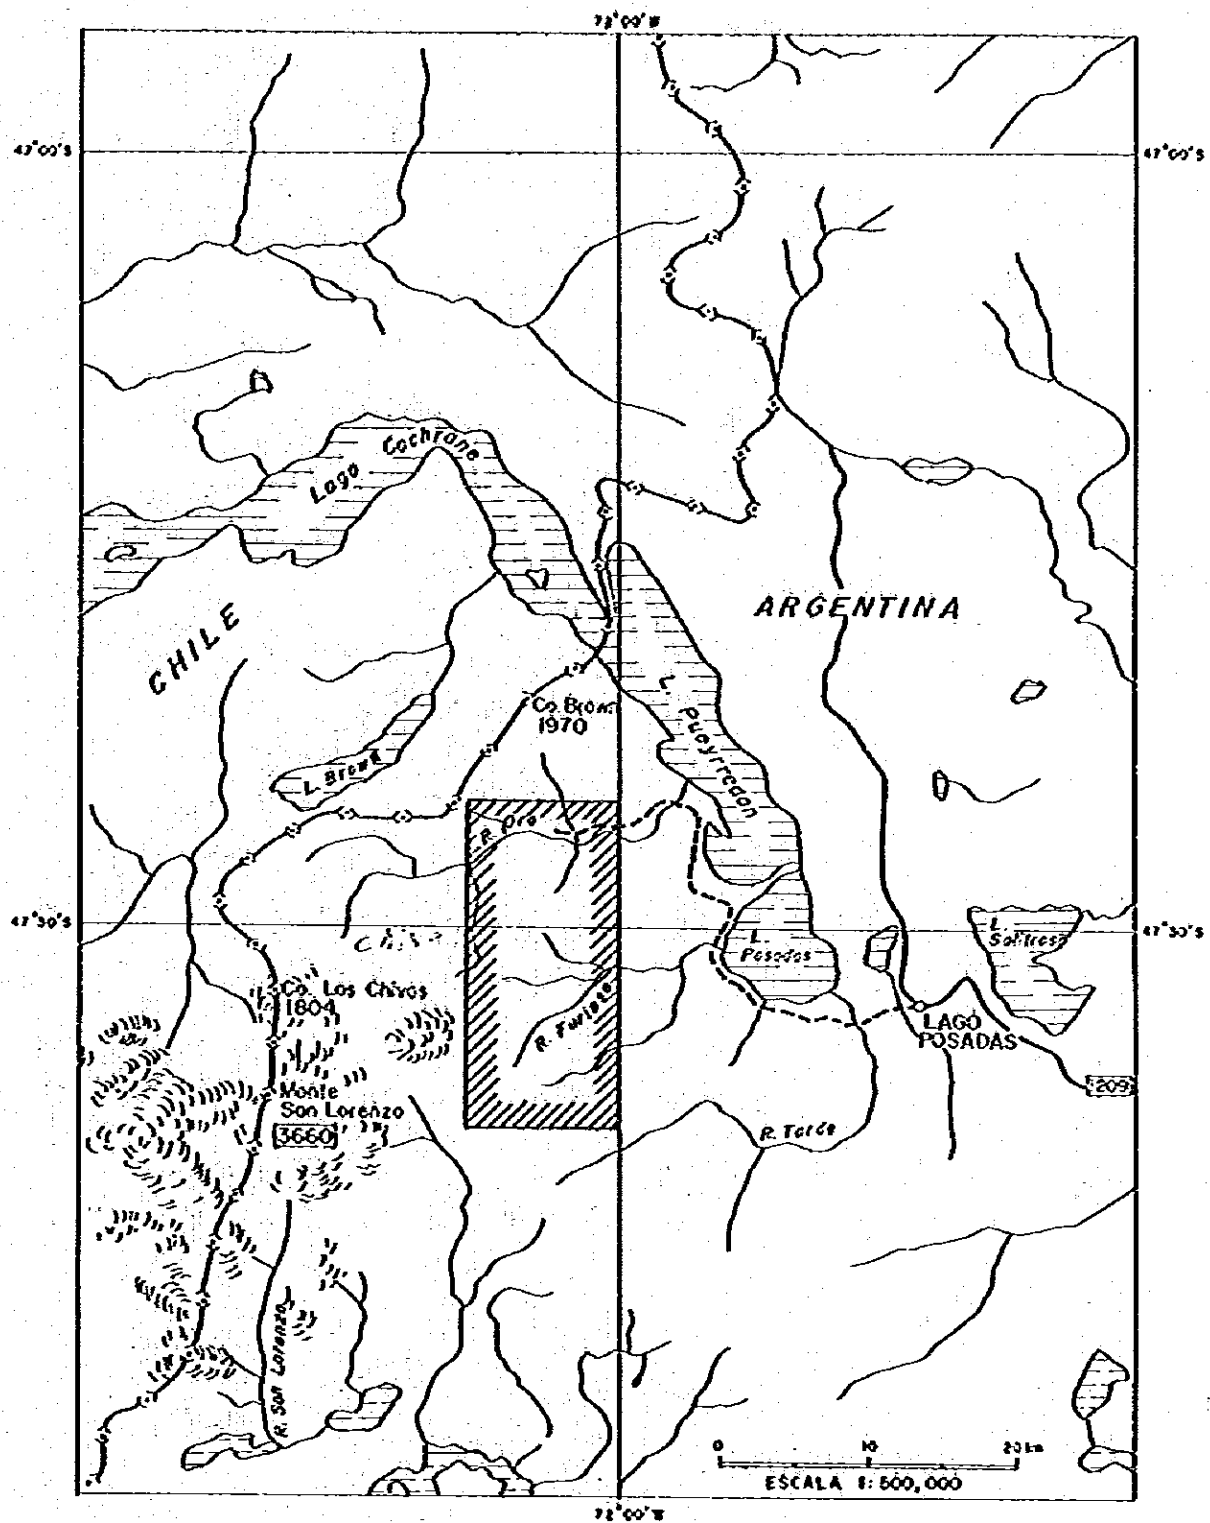 72°00'W
47°00'S
47°00'S
Lago Cochrane
CHILE
ARGENTINA
Co. Brown
1970
L. Pueyrredon
L. Brown
R. Oro
47°30'S
47°30'S
L. Posadas
L. Salitroso
Co. Los Chivos
1804
R. Furioso
LAGO
POSADAS
209
Monte
San Lorenzo
3660
R. Tarde
R. San Lorenzo
0 10 20 km
ESCALA 1:500,000
72°00'W